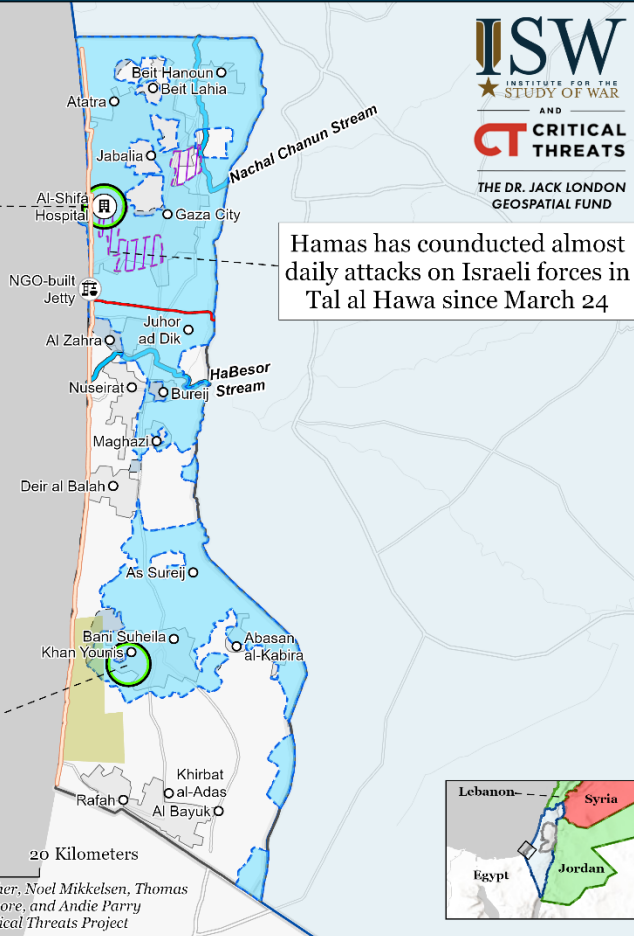 ISW
INSTITUTE FOR THE
STUDY OF WAR
AND
CT CRITICAL
THREATS
THE DR. JACK LONDON
GEOSPATIAL FUND
Beit Hanoun
Beit Lahia
Atatra
Nachal Chanun Stream
Jabalia
Al-Shifa
Hospital
Gaza City
Hamas has counducted almost
daily attacks on Israeli forces in
Tal al Hawa since March 24
NGO-built
Jetty
Juhor
ad Dik
Al Zahra
HaBesor
Stream
Nuseirat
Bureij
Maghazi
Deir al Balah
As Sureij
Bani Suheila
Khan Younis
Abasan
al-Kabira
Khirbat
al-Adas
Rafah
Al Bayuk
Lebanon
Syria
Egypt
Jordan
20 Kilometers
Noel Mikkelsen, Thomas
and Andie Parry
Threats Project